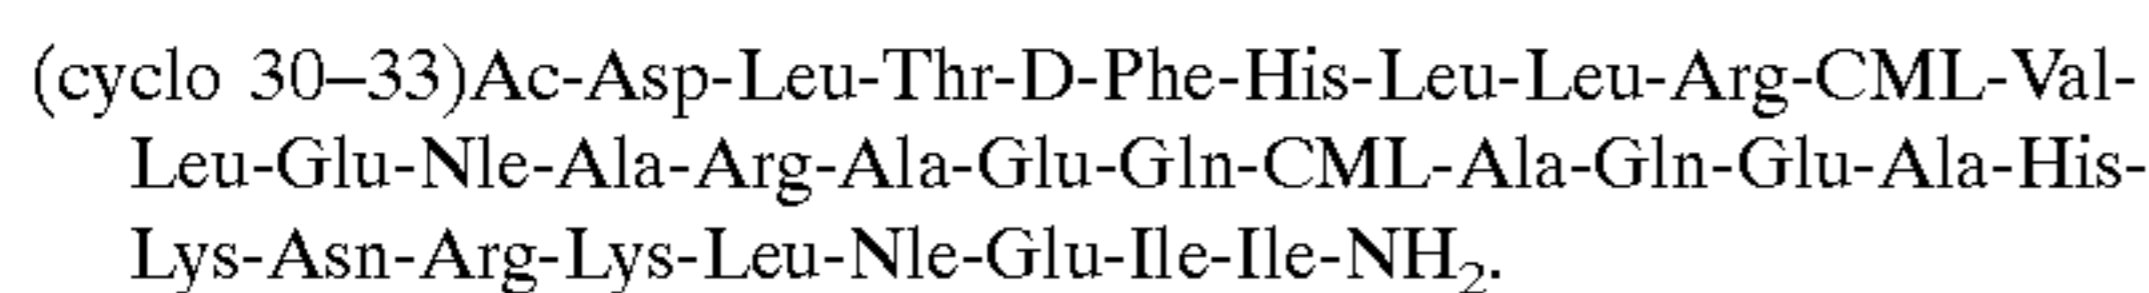 (cyclo 30–33)Ac-Asp-Leu-Thr-D-Phe-His-Leu-Leu-Arg-CML-Val-
Leu-Glu-Nle-Ala-Arg-Ala-Glu-Gln-CML-Ala-Gln-Glu-Ala-His-
Lys-Asn-Arg-Lys-Leu-Nle-Glu-Ile-Ile-NH₂.